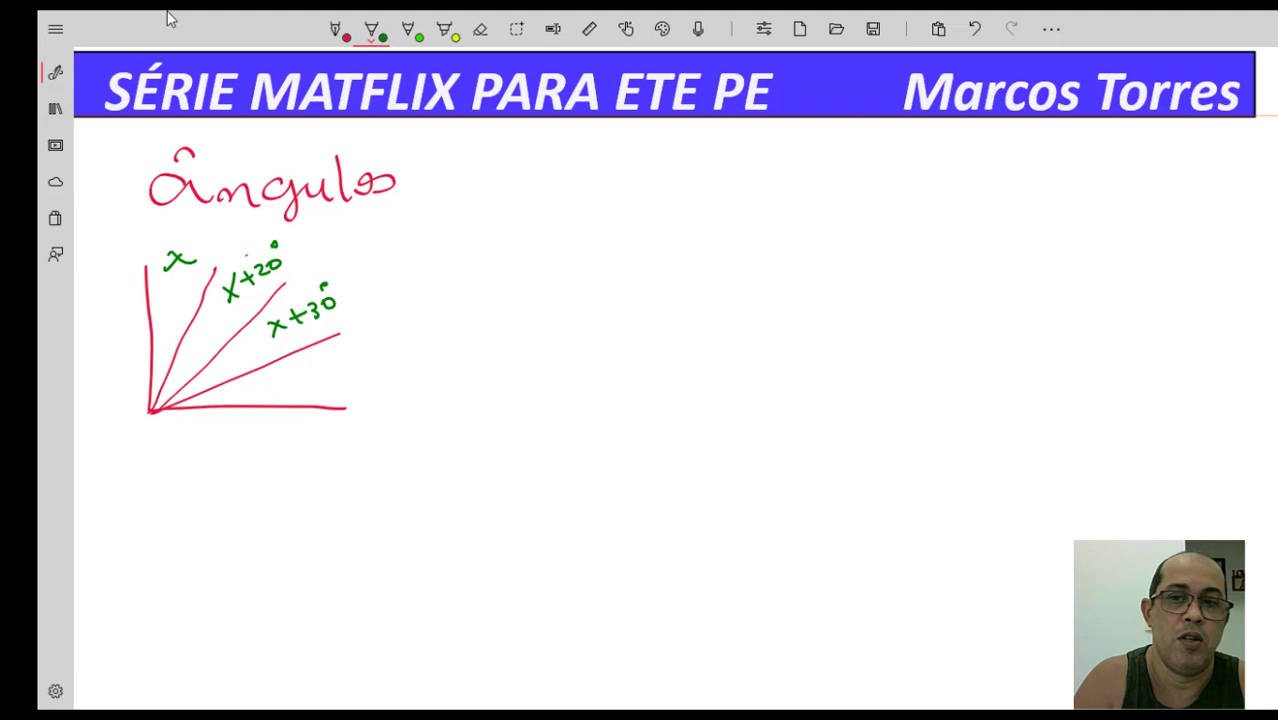 SÉRIE MATFLIX PARA ETE PE Marcos Torres
ângulos
x
x+20°
x+30°